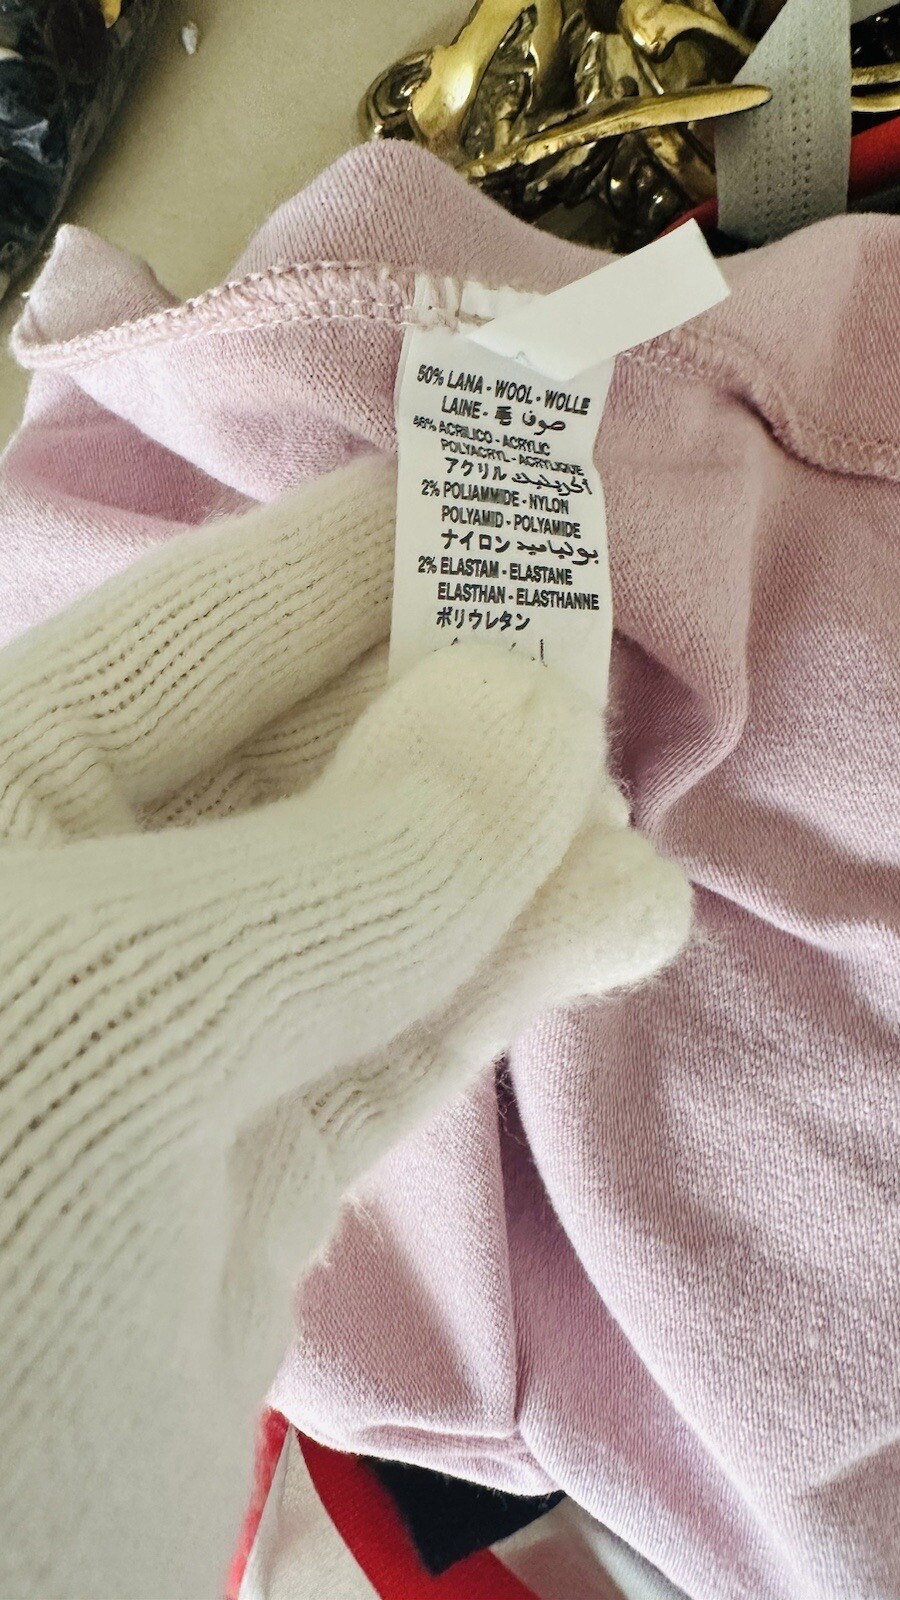 50% LANA - WOOL - WOLLE
LAINE - 毛 صوف
46% ACRILICO - ACRYLIC
POLYACRYL - ACRYLIQUE
アクリル أكريليك
2% POLIAMMIDE - NYLON
POLYAMID - POLYAMIDE
ナイロン بولياميد
2% ELASTAM - ELASTANE
ELASTHAN - ELASTHANNE
ポリウレタン